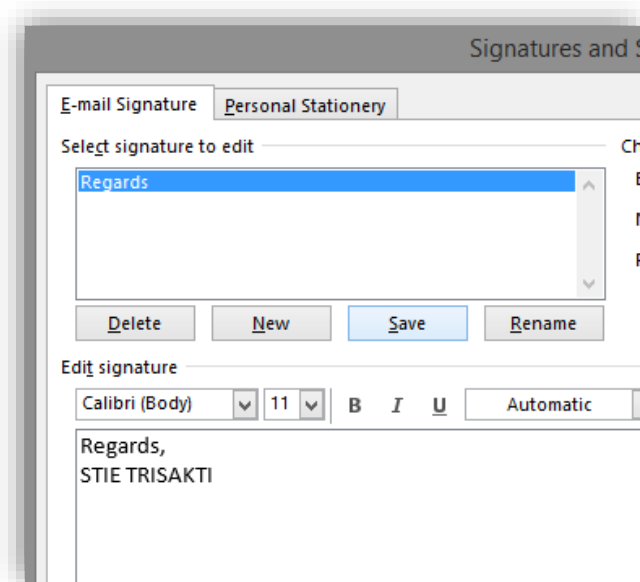 Signatures and S
E-mail Signature Personal Stationery
Select signature to edit Ch
Regards
Delete New Save Rename
Edit signature
Calibri (Body) 11 B I U Automatic
Regards,
STIE TRISAKTI